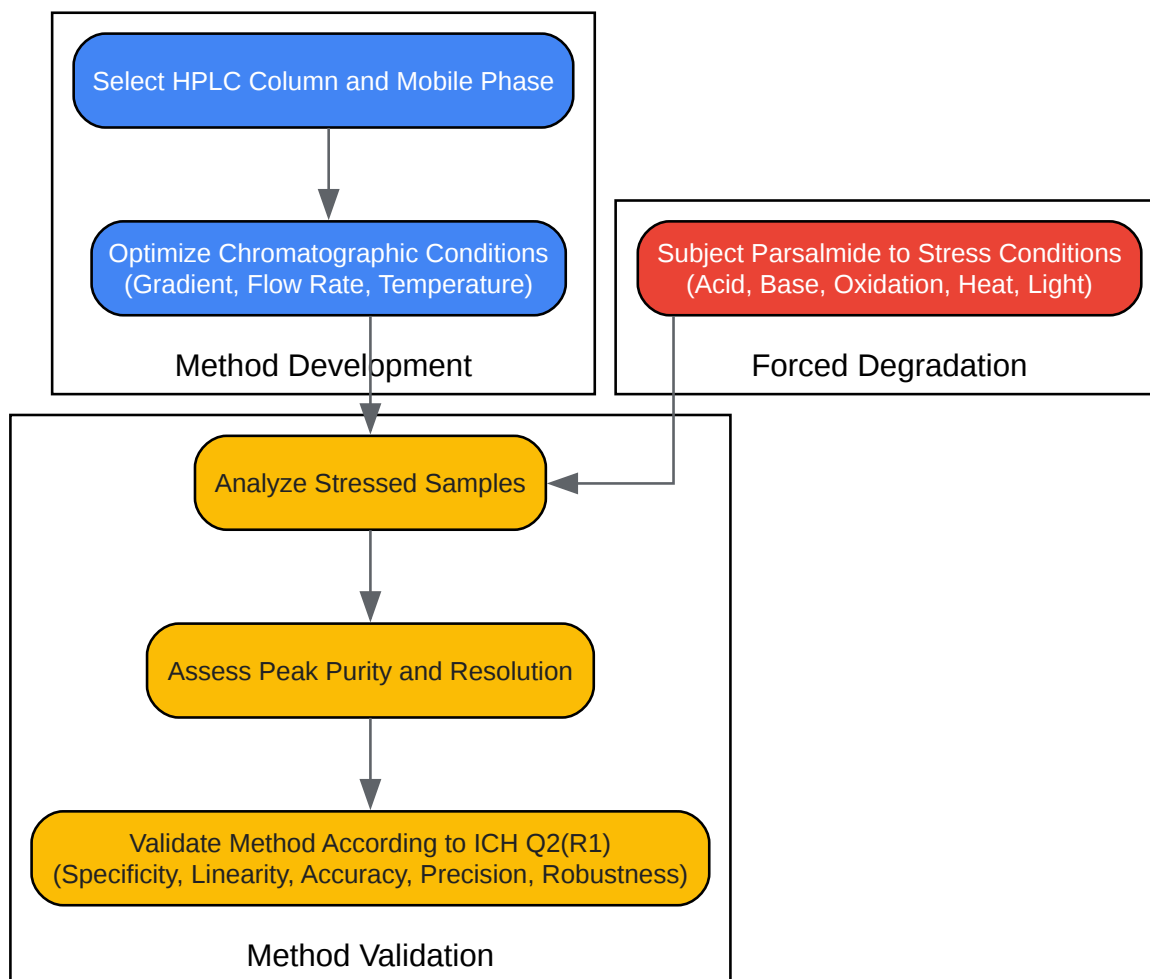 Select HPLC Column and Mobile Phase
Optimize Chromatographic Conditions
(Gradient, Flow Rate, Temperature)
Method Development
Subject Parsalmide to Stress Conditions
(Acid, Base, Oxidation, Heat, Light)
Forced Degradation
Analyze Stressed Samples
Assess Peak Purity and Resolution
Validate Method According to ICH Q2(R1)
(Specificity, Linearity, Accuracy, Precision, Robustness)
Method Validation